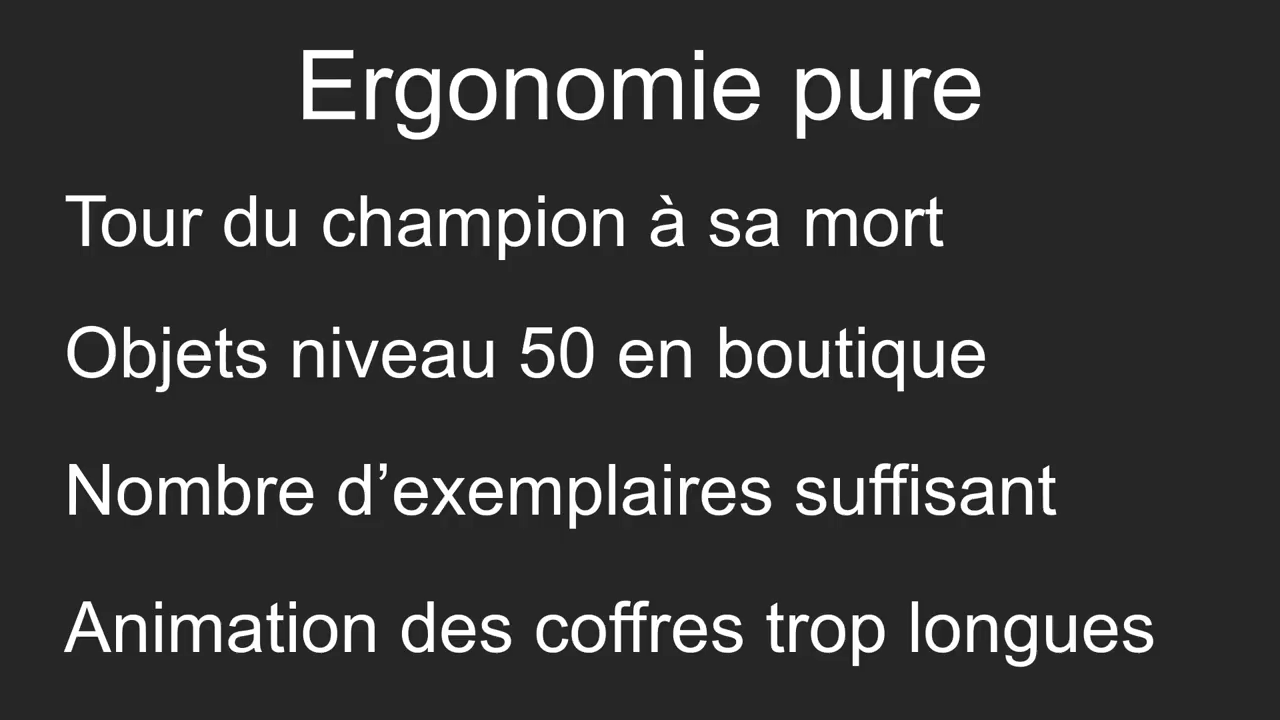 Ergonomie pure
Tour du champion à sa mort
Objets niveau 50 en boutique
Nombre d’exemplaires suffisant
Animation des coffres trop longues